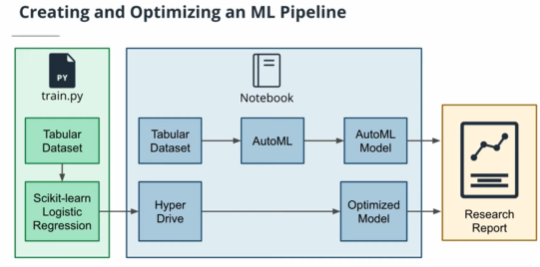 Creating and Optimizing an ML Pipeline
PY
train.py
Tabular
Dataset
Scikit-learn
Logistic
Regression
Notebook
Tabular
Dataset
AutoML
AutoML
Model
Hyper
Drive
Optimized
Model
Research
Report